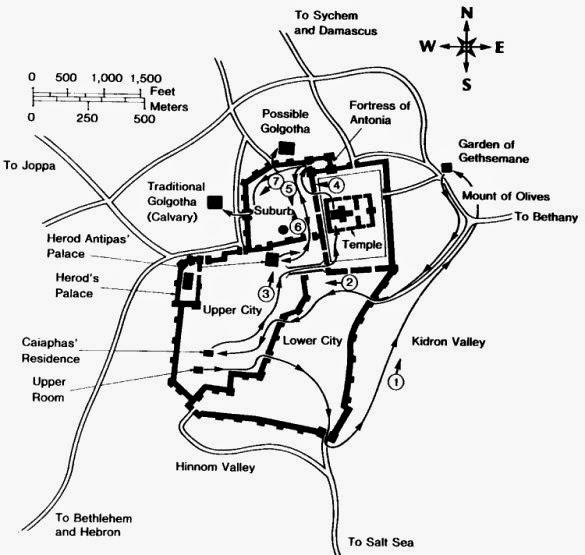 To Sychem
and Damascus
N
W
E
S
0 500 1,000 1,500
Feet
Meters
0 250 500
Possible
Golgotha
Fortress of
Antonia
Garden of
Gethsemane
To Joppa
7
5
4
Traditional
Golgotha
(Calvary)
Suburb
Mount of Olives
To Bethany
6
Herod Antipas'
Palace
Temple
Herod's
Palace
3
2
Upper City
Lower City
Kidron Valley
Caiaphas'
Residence
1
Upper
Room
Hinnom Valley
To Bethlehem
and Hebron
To Salt Sea